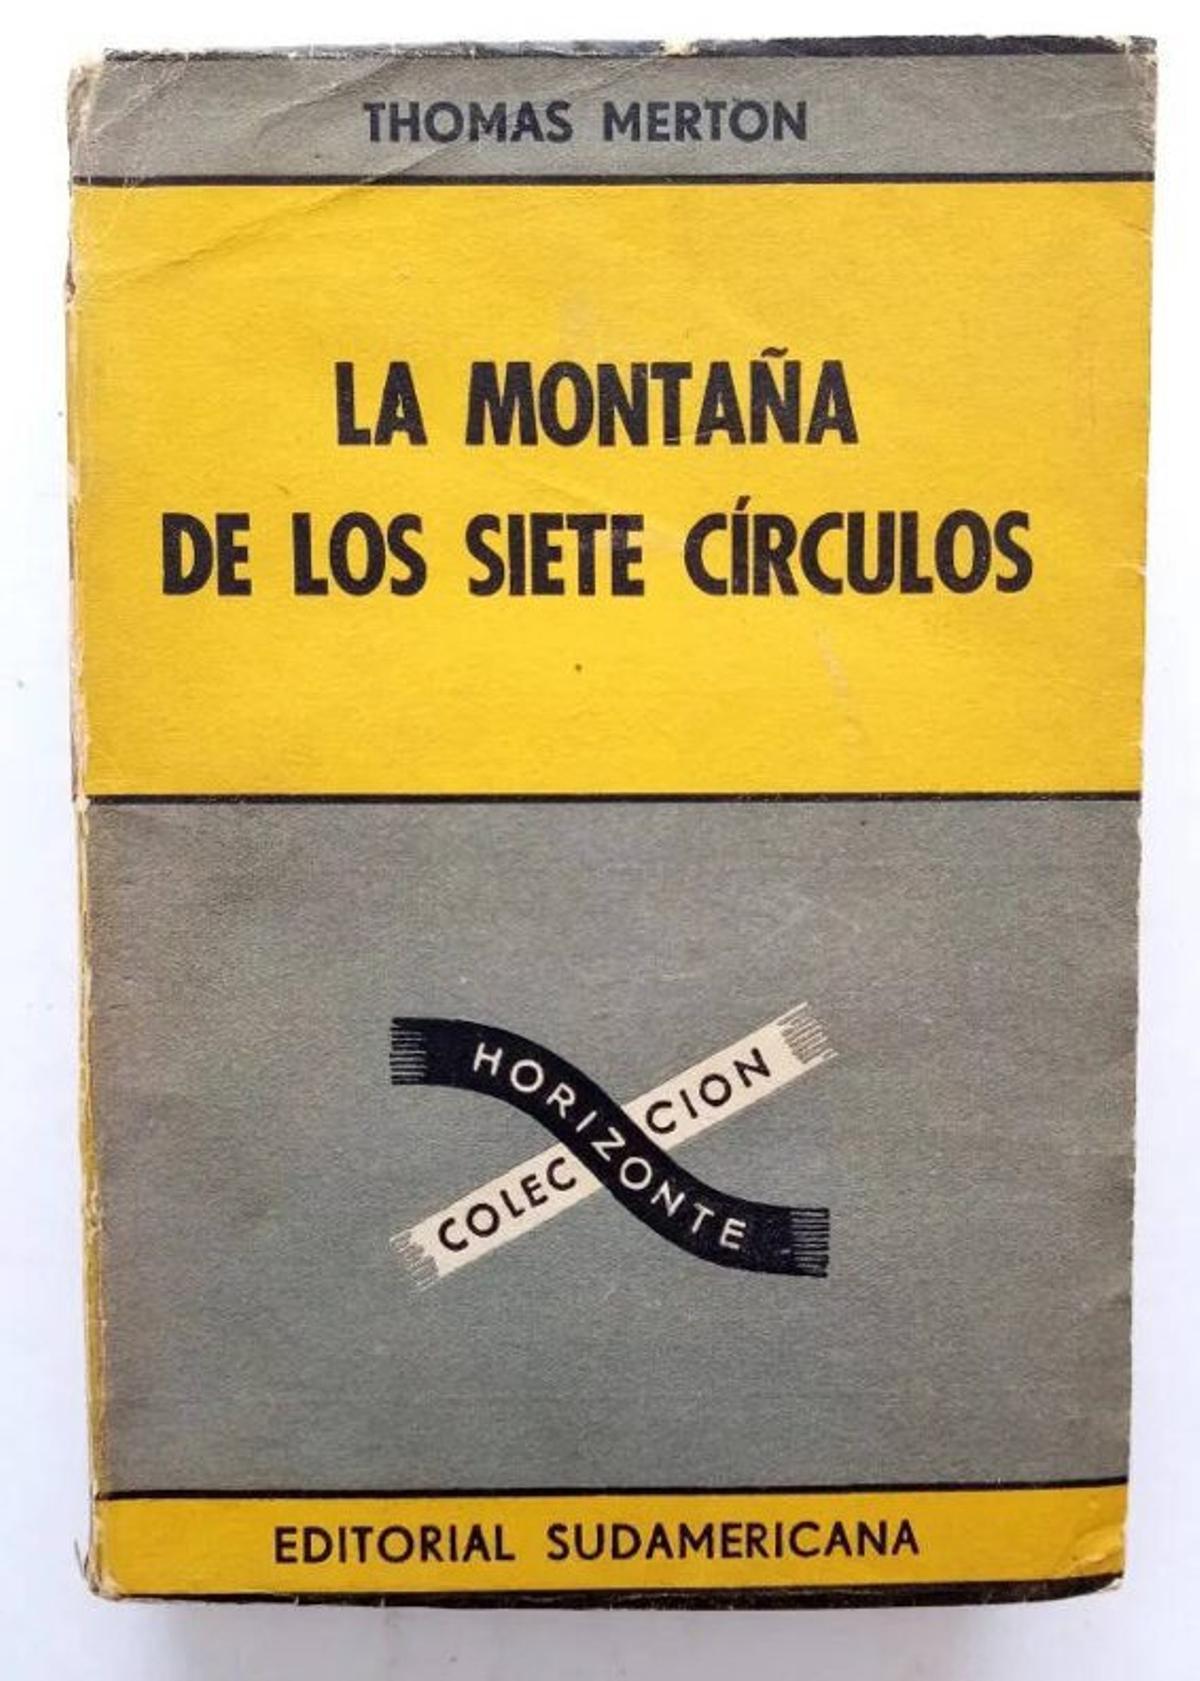 THOMAS MERTON
LA MONTAÑA
DE LOS SIETE CÍRCULOS
HORIZONTE
COLECCION
EDITORIAL SUDAMERICANA